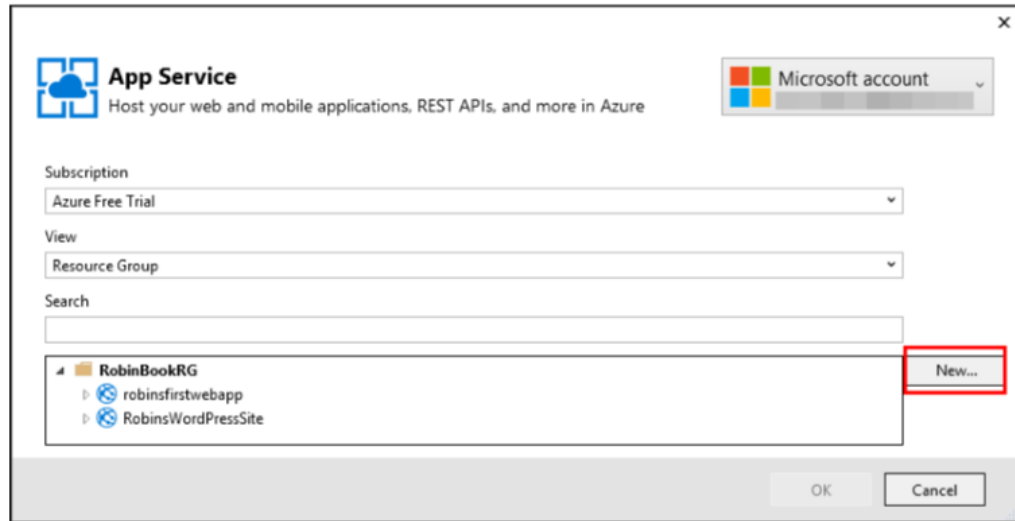 App Service
Host your web and mobile applications, REST APIs, and more in Azure
Microsoft account
Subscription
Azure Free Trial
View
Resource Group
Search
RobinBookRG
New...
robinsfirstwebapp
RobinsWordPressSite
OK
Cancel